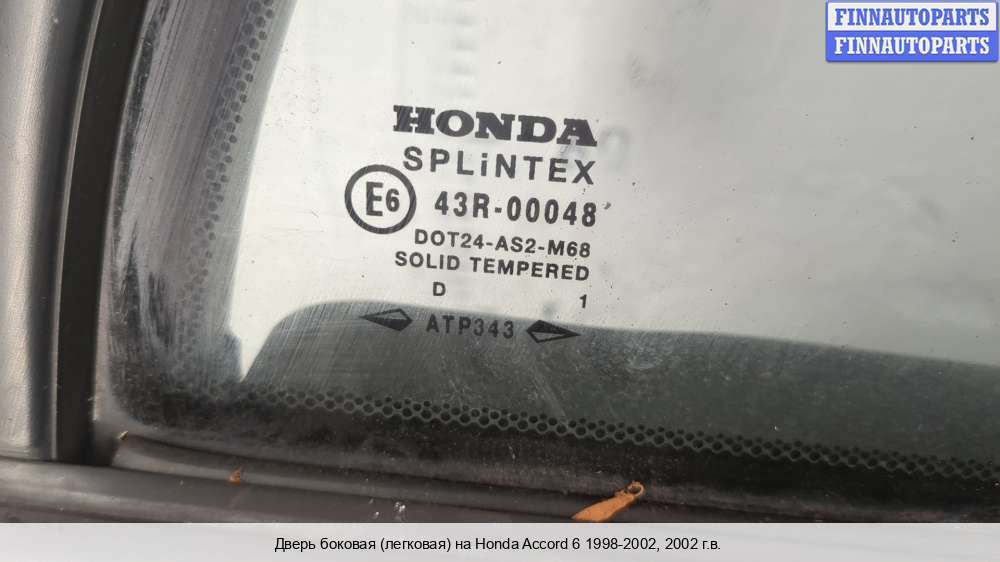 FINNAUTOPARTS
FINNAUTOPARTS
HONDA
SPLiNTEX
E6 43R-00048
DOT24-AS2-M68
SOLID TEMPERED
D 1
ATP343
Дверь боковая (легковая) на Honda Accord 6 1998-2002, 2002 г.в.